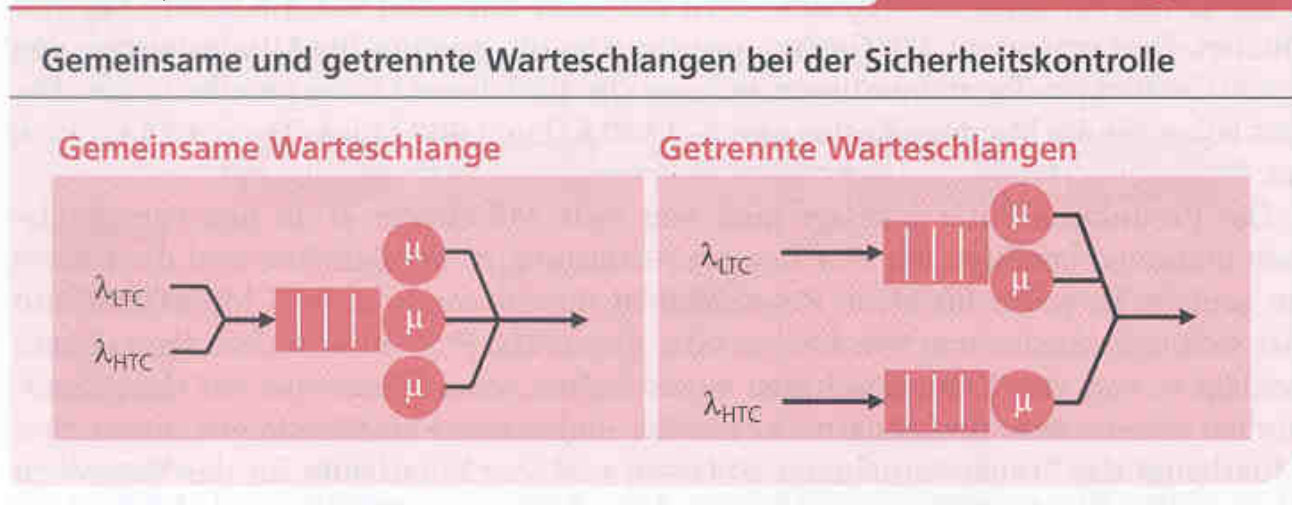 Gemeinsame und getrennte Warteschlangen bei der Sicherheitskontrolle
Gemeinsame Warteschlange
λLTC
λHTC
μ
μ
μ
Getrennte Warteschlangen
λLTC
μ
μ
λHTC
μ